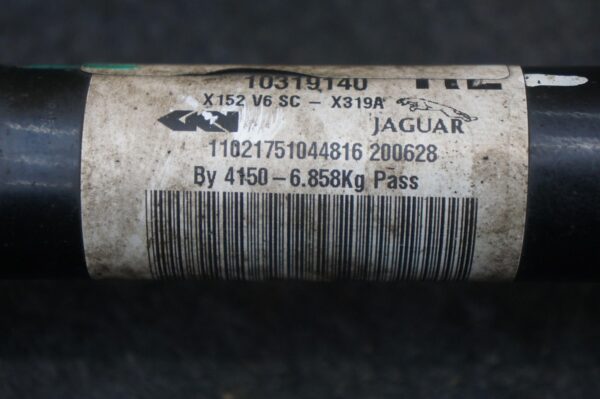 10319140
X152 V6 SC - X319A
GKN JAGUAR
11021751044816 200628
By 4150-6.858Kg Pass